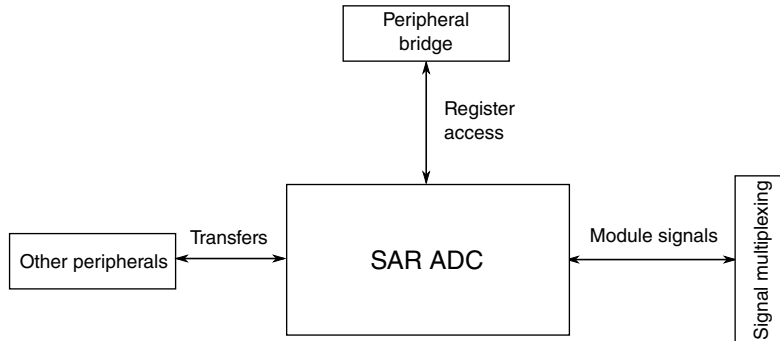 Peripheral
bridge
Register
access
Other peripherals
Transfers
SAR ADC
Module signals
Signal multiplexing